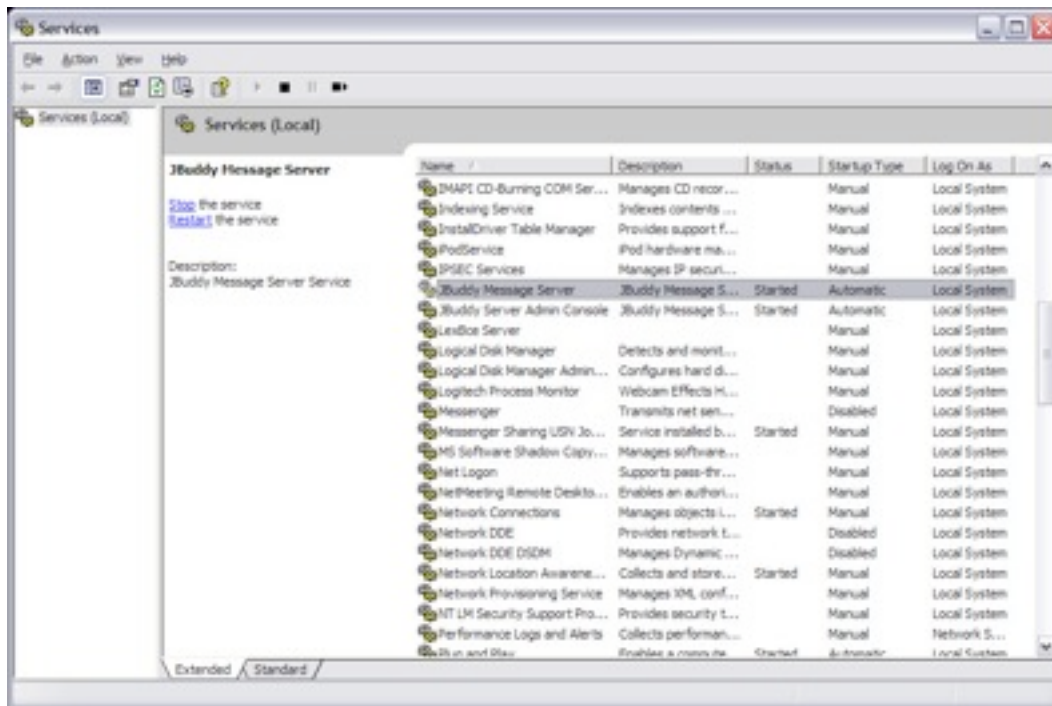 Services
File Action View Help
Services (Local)
Services (Local)
JBuddy Message Server
Stop the service
Restart the service
Description:
JBuddy Message Server Service
Name / Description Status Startup Type Log On As
IMAPI CD-Burning COM Ser... Manages CD recor... Manual Local System
Indexing Service Indexes contents ... Manual Local System
InstallDriver Table Manager Provides support f... Manual Local System
iPodService iPod hardware ma... Manual Local System
IPSEC Services Manages IP securi... Manual Local System
JBuddy Message Server JBuddy Message S... Started Automatic Local System
JBuddy Server Admin Console JBuddy Message S... Started Automatic Local System
LexBce Server Manual Local System
Logical Disk Manager Detects and monit... Manual Local System
Logical Disk Manager Admin... Configures hard di... Manual Local System
Logitech Process Monitor Webcam Effects H... Manual Local System
Messenger Transmits net sen... Disabled Local System
Messenger Sharing USN Jo... Service installed b... Started Manual Local System
MS Software Shadow Copy... Manages software... Manual Local System
Net Logon Supports pass-thr... Manual Local System
NetMeeting Remote Deskto... Enables an authori... Manual Local System
Network Connections Manages objects i... Started Manual Local System
Network DDE Provides network t... Disabled Local System
Network DDE DSDM Manages Dynamic ... Disabled Local System
Network Location Awarene... Collects and store... Started Manual Local System
Network Provisioning Service Manages XML conf... Manual Local System
NT LM Security Support Pro... Provides security t... Manual Local System
Performance Logs and Alerts Collects performan... Manual Network S...
Plug and Play Enables a compute... Started Automatic Local System
Extended Standard